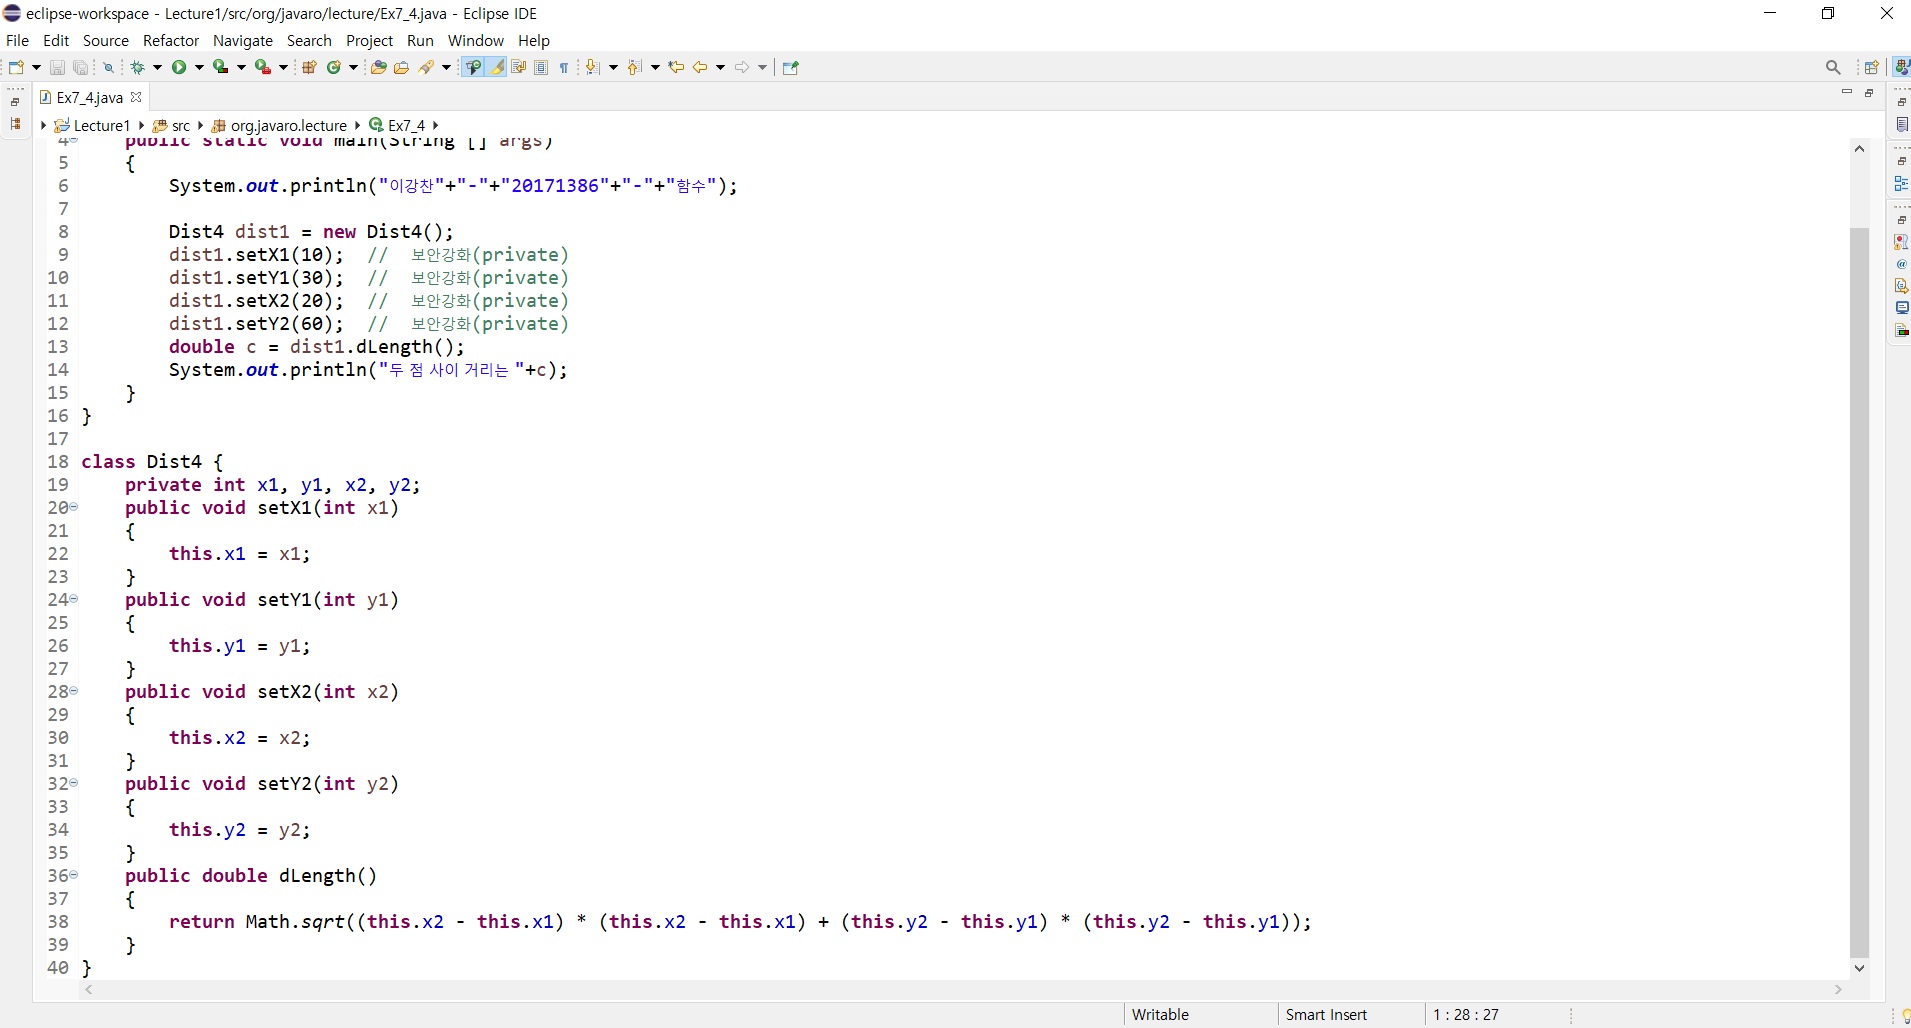 eclipse-workspace - Lecture1/src/org/javaro/lecture/Ex7_4.java - Eclipse IDE
File Edit Source Refactor Navigate Search Project Run Window Help
Ex7_4.java
Lecture1 src org.javaro.lecture Ex7_4
4 public static void main(String [] args)
5 {
6 System.out.println("이강찬"+"-"+"20171386"+"-"+"함수");
7
8 Dist4 dist1 = new Dist4();
9 dist1.setX1(10); // 보안강화(private)
10 dist1.setY1(30); // 보안강화(private)
11 dist1.setX2(20); // 보안강화(private)
12 dist1.setY2(60); // 보안강화(private)
13 double c = dist1.dLength();
14 System.out.println("두 점 사이 거리는 "+c);
15 }
16 }
17
18 class Dist4 {
19 private int x1, y1, x2, y2;
20 public void setX1(int x1)
21 {
22 this.x1 = x1;
23 }
24 public void setY1(int y1)
25 {
26 this.y1 = y1;
27 }
28 public void setX2(int x2)
29 {
30 this.x2 = x2;
31 }
32 public void setY2(int y2)
33 {
34 this.y2 = y2;
35 }
36 public double dLength()
37 {
38 return Math.sqrt((this.x2 - this.x1) * (this.x2 - this.x1) + (this.y2 - this.y1) * (this.y2 - this.y1));
39 }
40 }
Writable Smart Insert 1 : 28 : 27